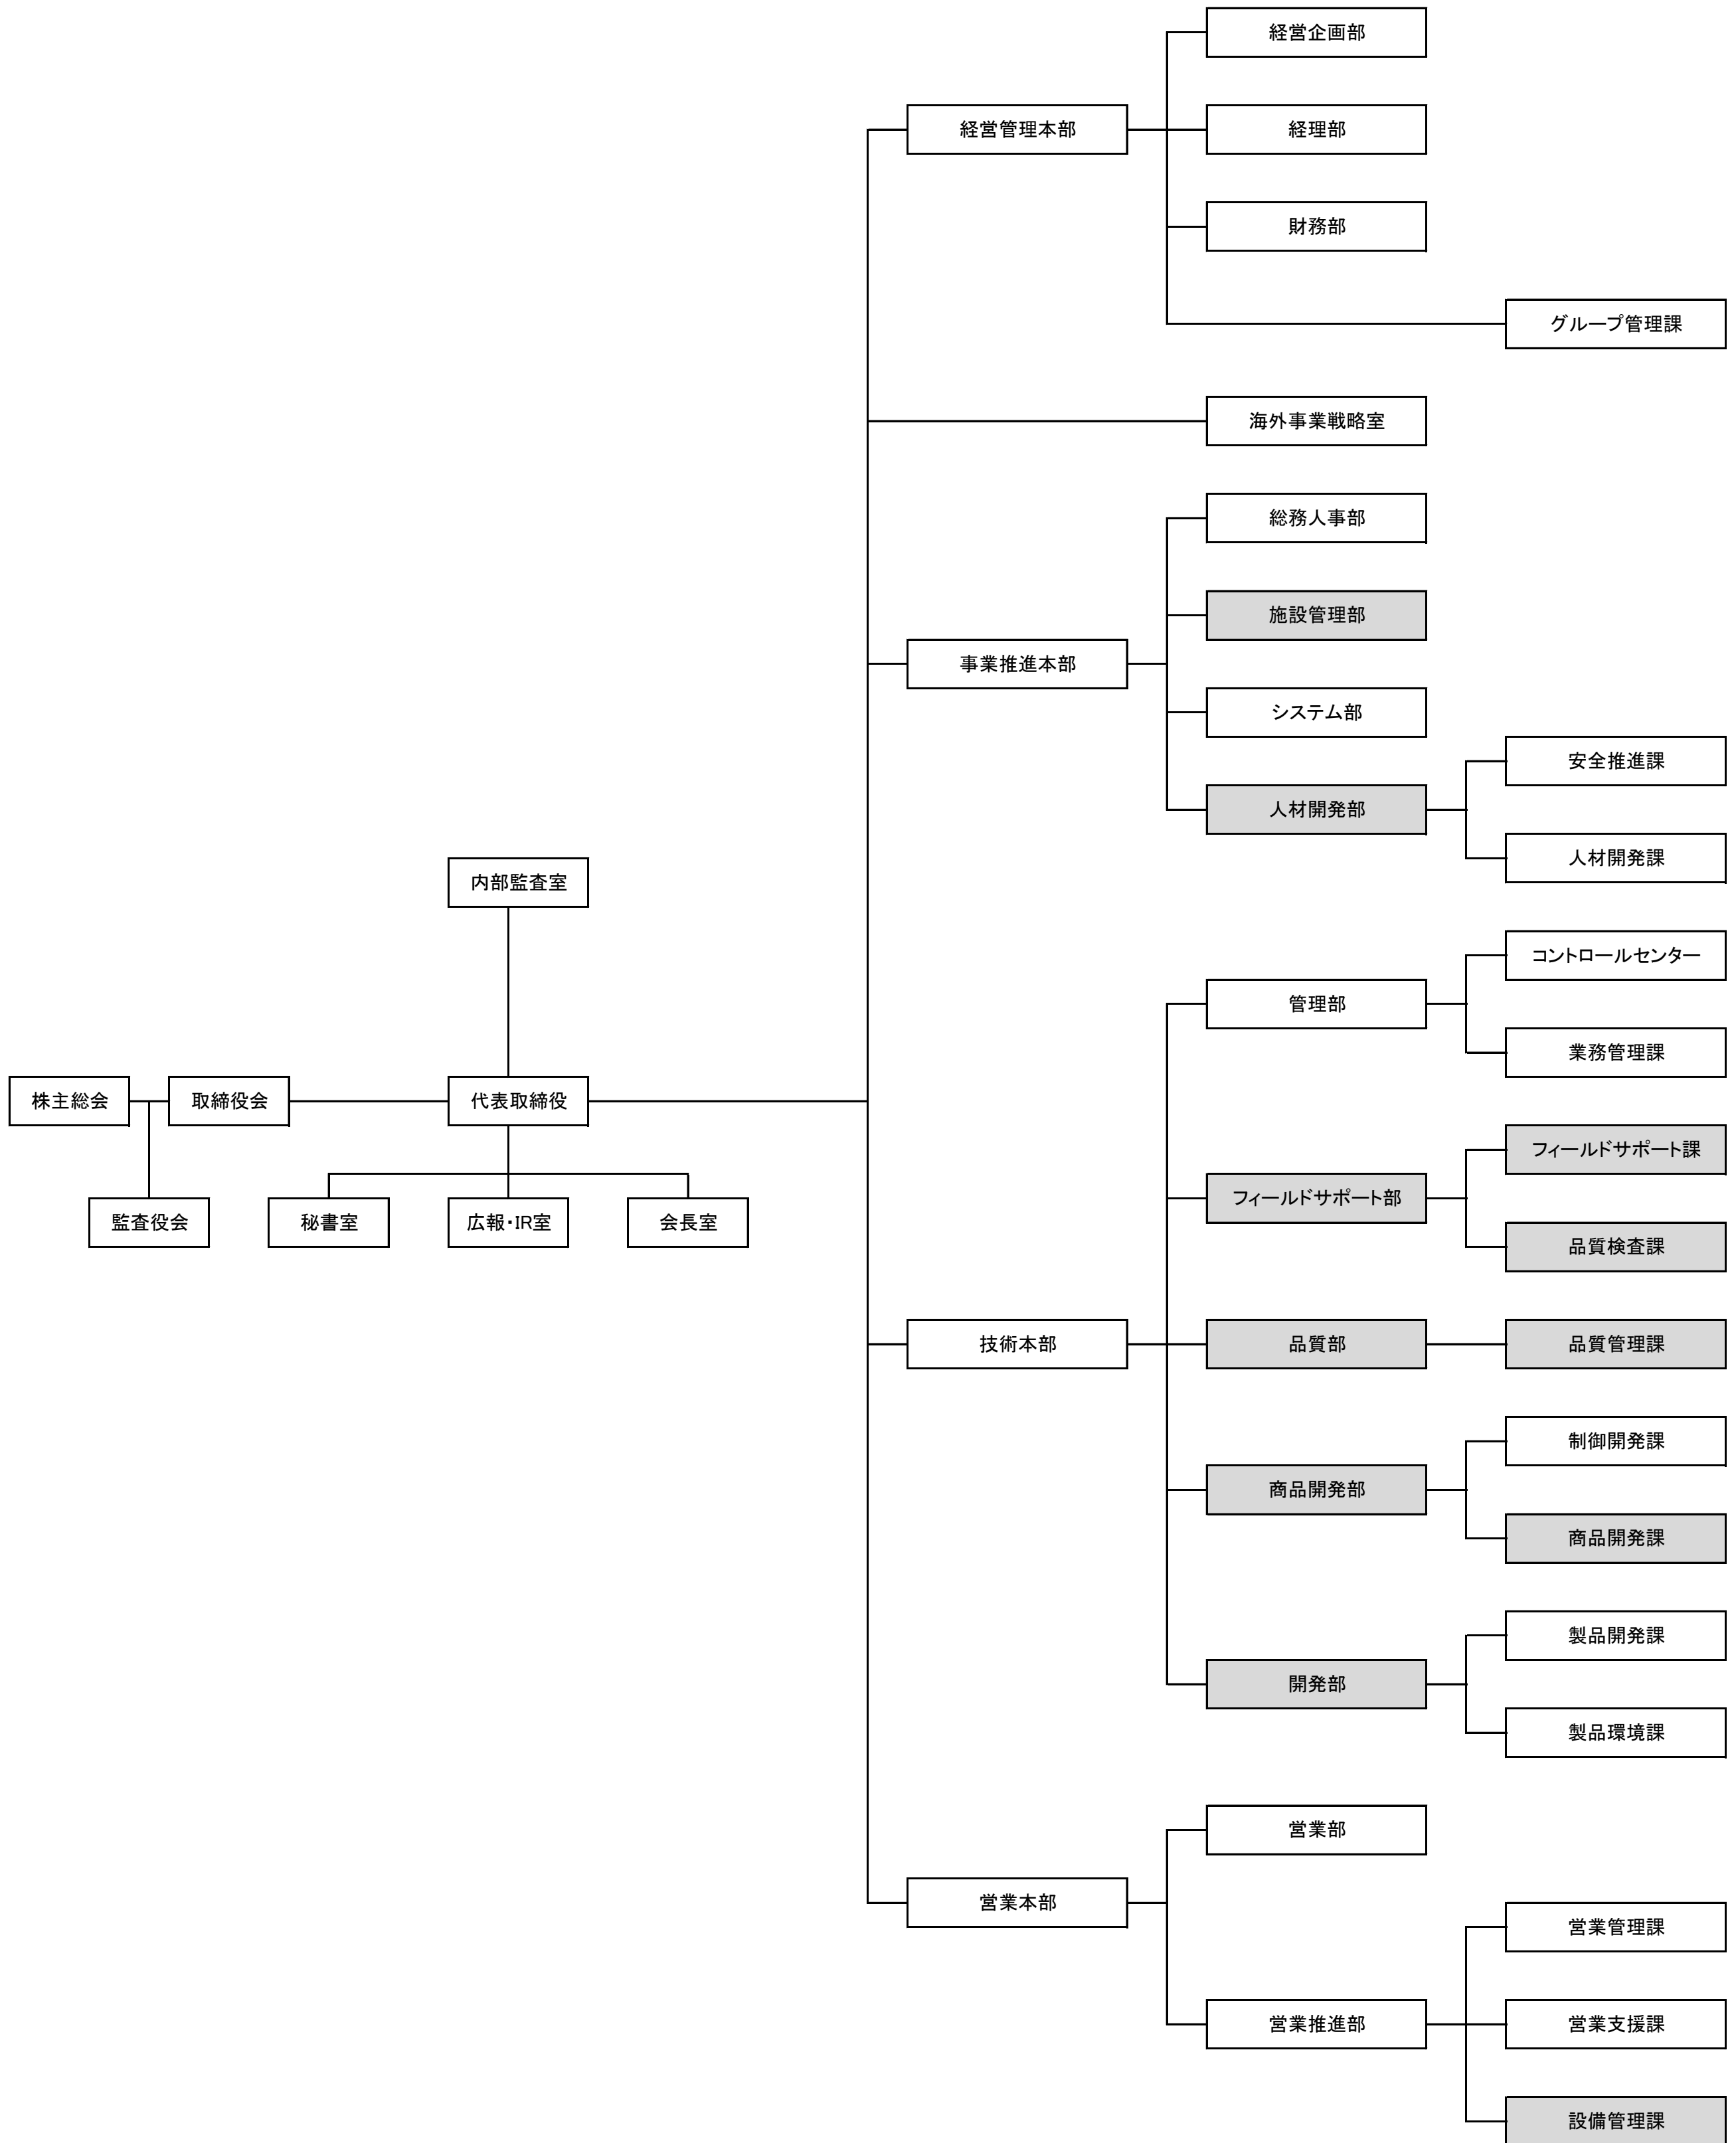 経営企画部
経営管理本部
経理部
財務部
グループ管理課
海外事業戦略室
総務人事部
施設管理部
事業推進本部
システム部
安全推進課
人材開発部
人材開発課
内部監査室
コントロールセンター
管理部
業務管理課
株主総会
取締役会
代表取締役
フィールドサポート課
フィールドサポート部
監査役会
秘書室
広報・IR室
会長室
品質検査課
技術本部
品質部
品質管理課
制御開発課
商品開発部
商品開発課
製品開発課
開発部
製品環境課
営業部
営業本部
営業管理課
営業推進部
営業支援課
設備管理課